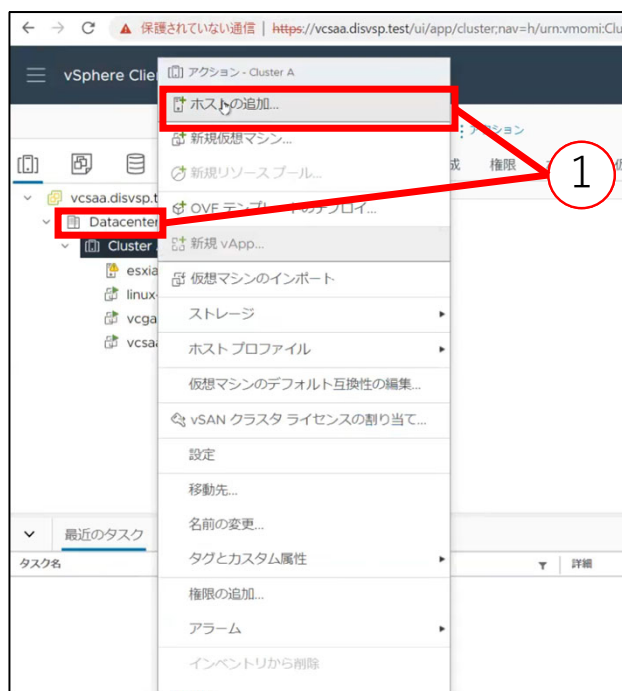 保護されていない通信 | https://vcsaa.disvsp.test/ui/app/cluster;nav=h/urn:vmomi:Clu
vSphere Clie
アクション - Cluster A
ホストの追加...
アクション
新規仮想マシン...
成 権限
新規リソース プール...
vcsaa.disvsp.t
OVF テンプレートのデプロイ...
Datacenter
Cluster
新規 vApp...
esxia
仮想マシンのインポート
linux-
ストレージ
vcga
vcsaa
ホスト プロファイル
仮想マシンのデフォルト互換性の編集...
vSAN クラスタ ライセンスの割り当て...
設定
移動先...
名前の変更...
最近のタスク
タグとカスタム属性
タスク名
詳細
権限の追加...
アラーム
インベントリから削除
1